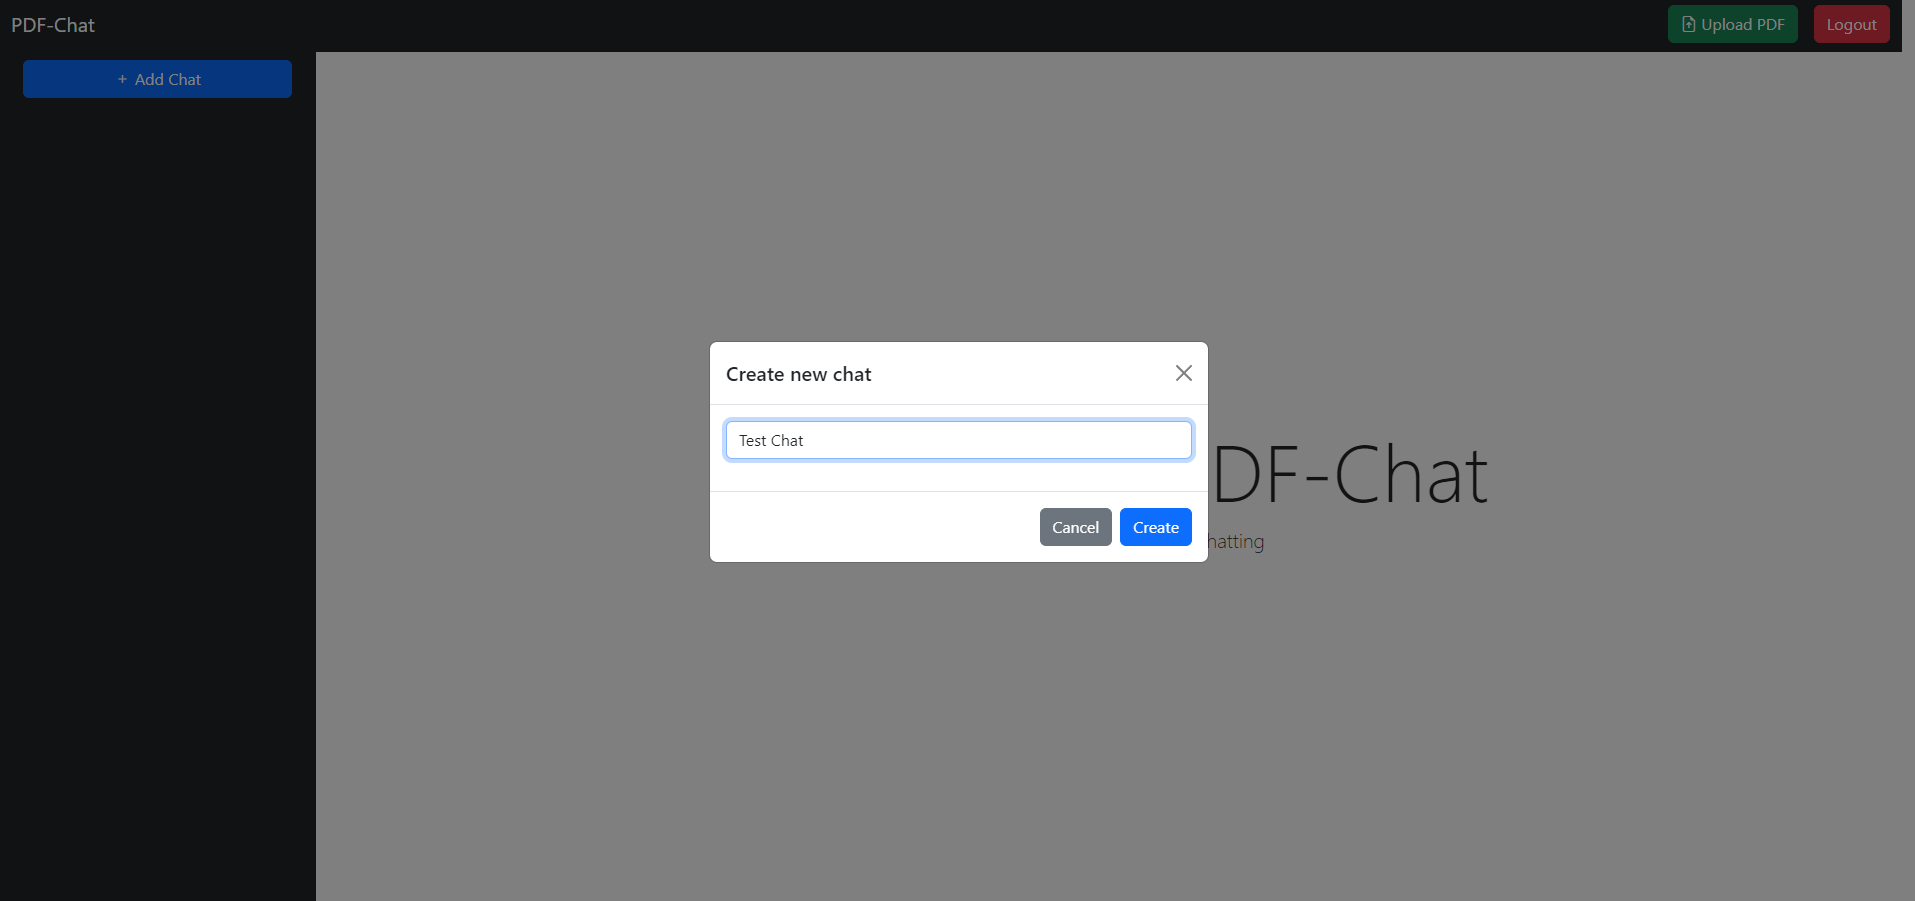 PDF-Chat
Upload PDF
Logout
+ Add Chat
Create new chat
Test Chat
DF-Chat
hatting
Cancel
Create